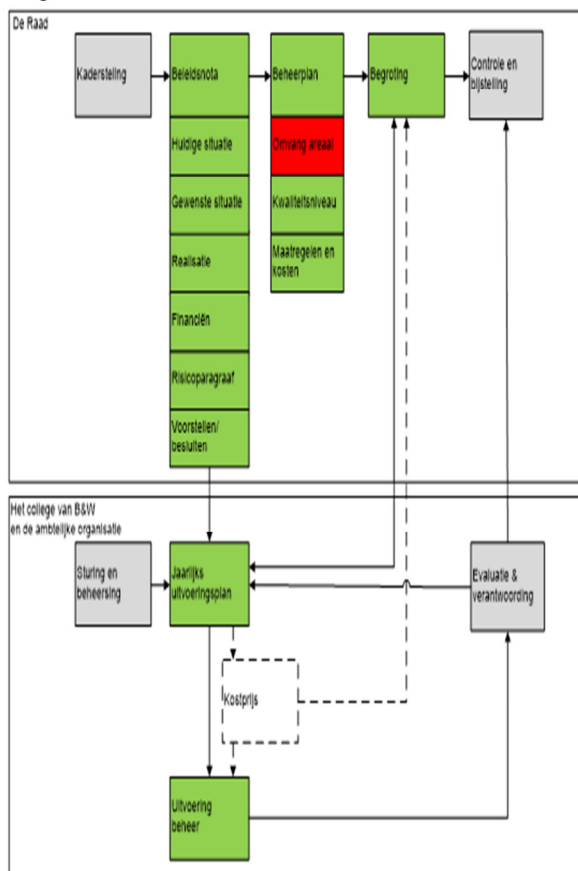 De Raad
Kaderstelling
Beleidsnota
Beheerplan
Begroting
Controle en
bijstelling
Huidige situatie
Omvang areaal
Gewenste situatie
Kwaliteitsniveau
Realisatie
Maatregelen en
kosten
Financiën
Risicoparagraaf
Voorstellen/
besluiten
Het college van B&W
en de ambtelijke organisatie
Sturing en
beheersing
Jaarlijks
uitvoeringsplan
Evaluatie &
verantwoording
Kostprijs
Uitvoering
beheer